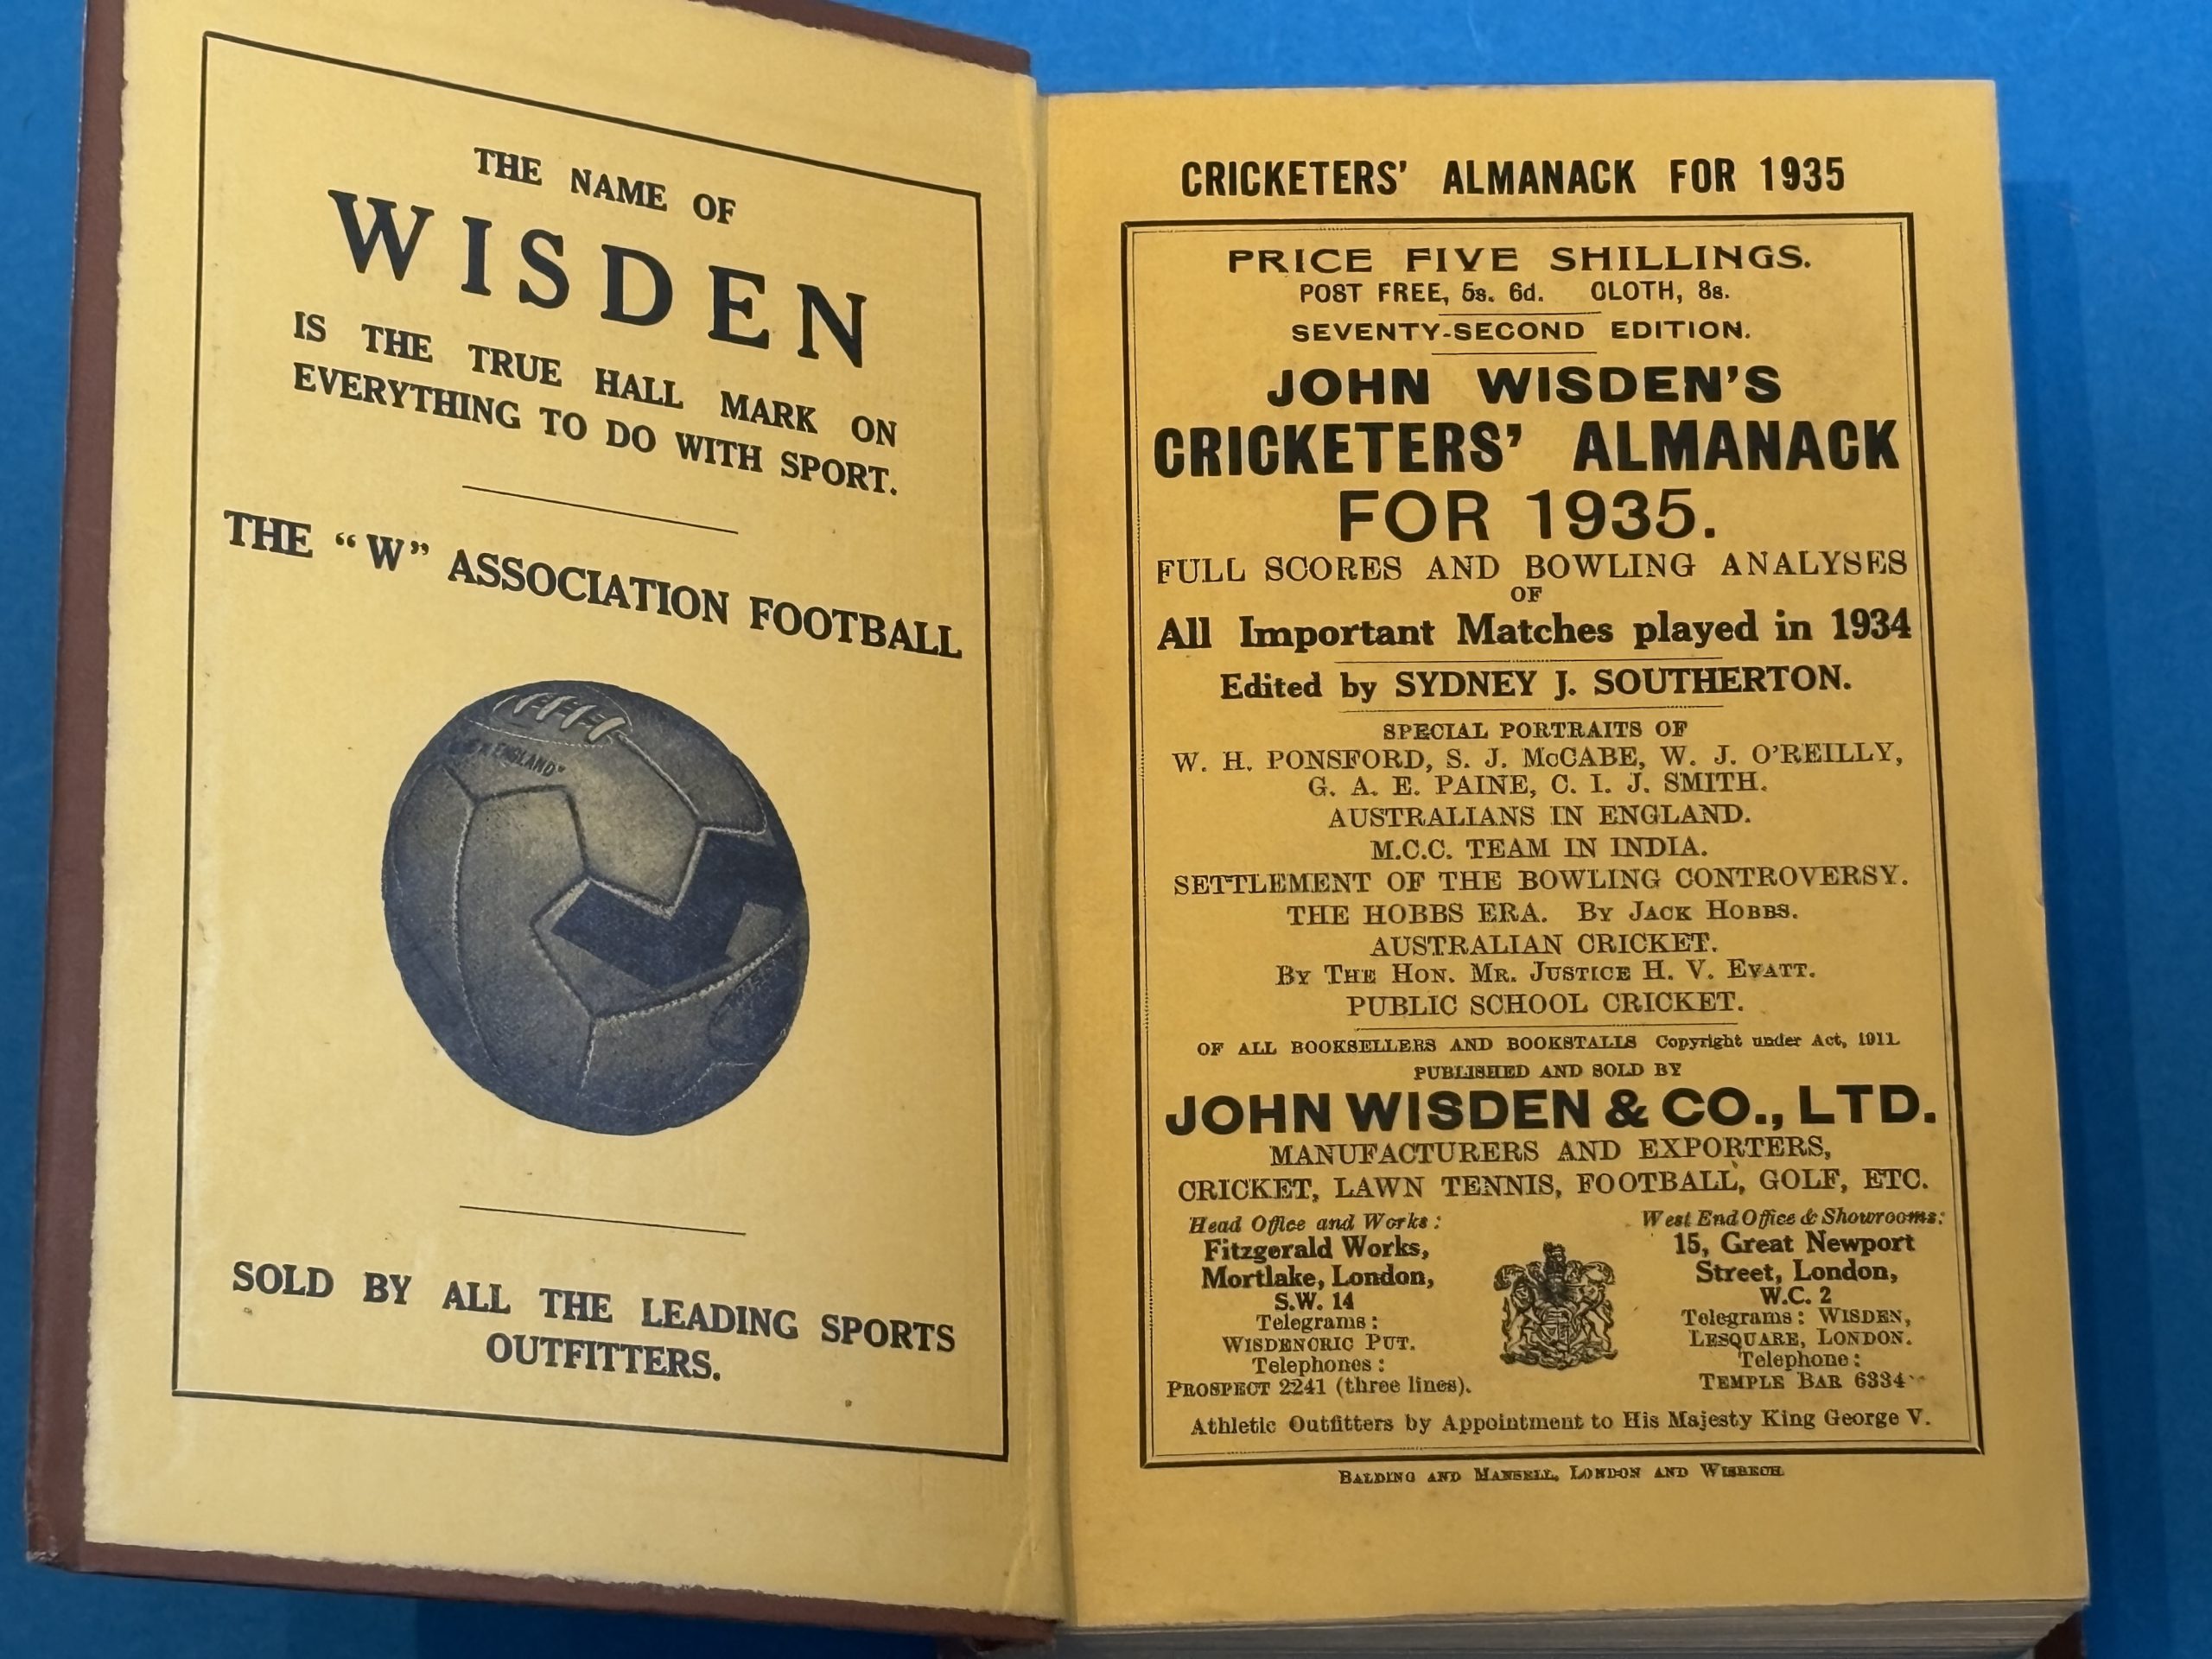 THE NAME OF
WISDEN
IS THE TRUE HALL MARK ON
EVERYTHING TO DO WITH SPORT.
THE "W" ASSOCIATION FOOTBALL
ENGLAND"
SOLD BY ALL THE LEADING SPORTS
OUTFITTERS.
CRICKETERS' ALMANACK FOR 1935
PRICE FIVE SHILLINGS.
POST FREE, 5s. 6d. CLOTH, 8s.
SEVENTY-SECOND EDITION.
JOHN WISDEN'S
CRICKETERS' ALMANACK
FOR 1935.
FULL SCORES AND BOWLING ANALYSES
OF
All Important Matches played in 1934
Edited by SYDNEY J. SOUTHERTON.
SPECIAL PORTRAITS OF
W. H. PONSFORD, S. J. McCABE, W. J. O'REILLY,
G. A. E. PAINE, C. I. J. SMITH.
AUSTRALIANS IN ENGLAND.
M.C.C. TEAM IN INDIA.
SETTLEMENT OF THE BOWLING CONTROVERSY.
THE HOBBS ERA. BY JACK HOBBS.
AUSTRALIAN CRICKET.
BY THE HON. MR. JUSTICE H. V. EVATT.
PUBLIC SCHOOL CRICKET.
OF ALL BOOKSELLERS AND BOOKSTALLS Copyright under Act, 1911.
PUBLISHED AND SOLD BY
JOHN WISDEN & CO., LTD.
MANUFACTURERS AND EXPORTERS,
CRICKET, LAWN TENNIS, FOOTBALL, GOLF, ETC.
Head Office and Works:
Fitzgerald Works,
Mortlake, London,
S.W. 14
Telegrams:
WISDENCRIC PUT.
Telephones:
PROSPECT 2241 (three lines).
West End Office & Showrooms:
15, Great Newport
Street, London,
W.C. 2
Telegrams: WISDEN,
LESQUARE, LONDON.
Telephone:
TEMPLE BAR 6334
Athletic Outfitters by Appointment to His Majesty King George V.
BALDING AND MANSELL, LONDON AND WISBECH